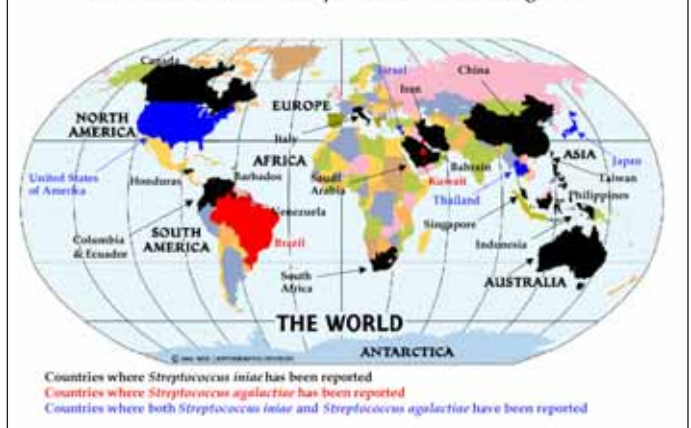 Canada
Israel
China
Iran
EUROPE
NORTH
AMERICA
Italy
ASIA
AFRICA
United States
of America
Honduras
Barbados
Saudi
Arabia
Bahrain
Kuwait
Japan
Taiwan
Thailand
Philippines
Venezuela
Singapore
SOUTH
AMERICA
Columbia
& Ecuador
Brazil
Indonesia
South
Africa
AUSTRALIA
THE WORLD
ANTARCTICA
Countries where Streptococcus iniae has been reported
Countries where Streptococcus agalactiae has been reported
Countries where both Streptococcus iniae and Streptococcus agalactiae have been reported